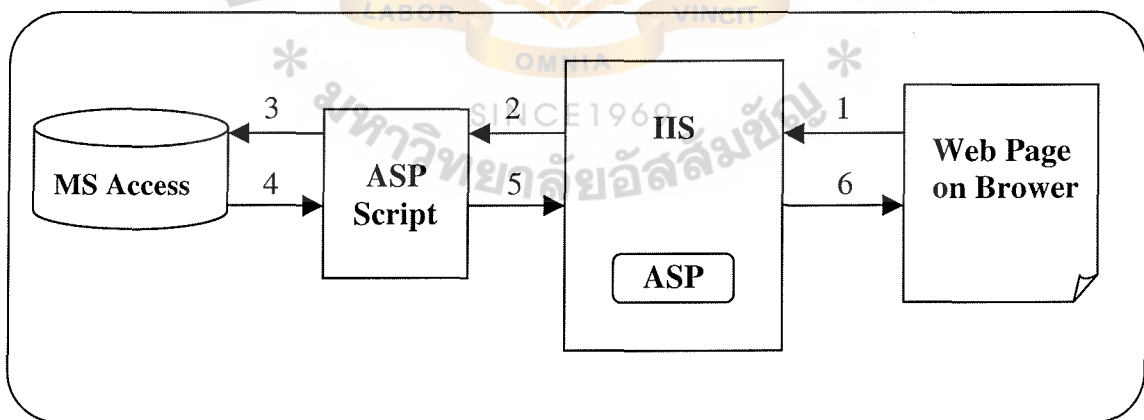 LABOR VINCIT
OMNIA
SINCE1969
มหาวิทยาลัยอัสสัมชัญ
3
2
1
MS Access
ASP
Script
IIS
Web Page
on Brower
4
5
6
ASP